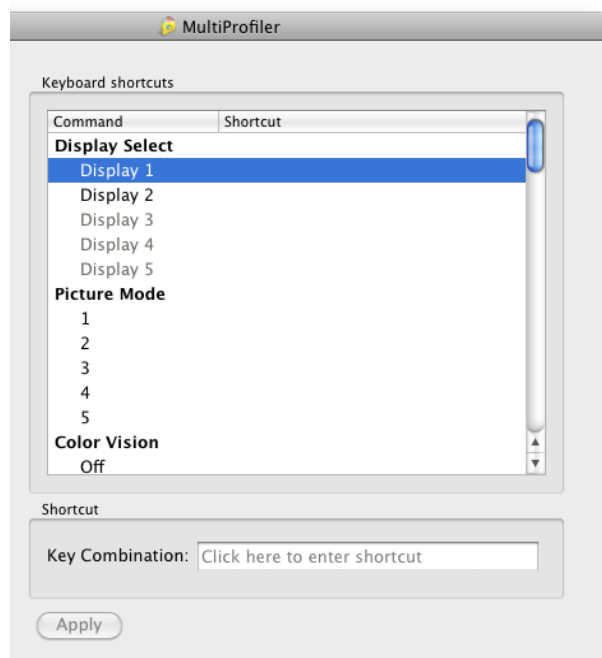 MultiProfiler
Keyboard shortcuts
Command Shortcut
Display Select
Display 1
Display 2
Display 3
Display 4
Display 5
Picture Mode
1
2
3
4
5
Color Vision
Off
Shortcut
Key Combination: Click here to enter shortcut
Apply